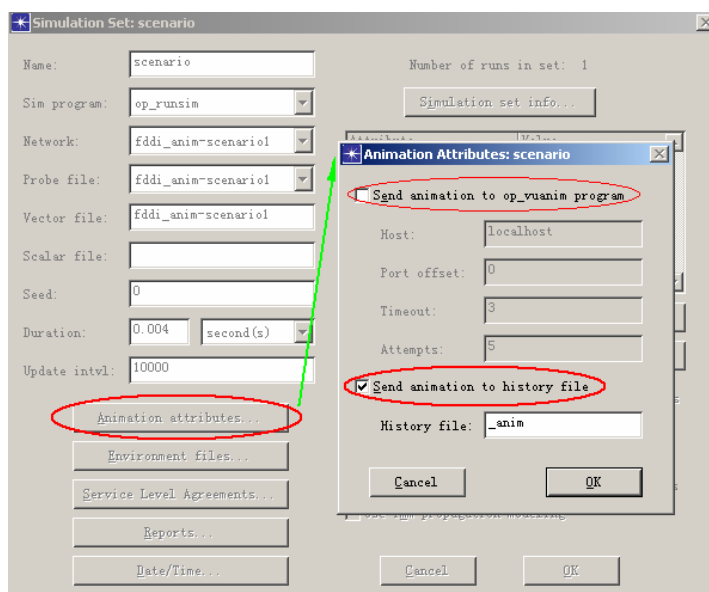 Simulation Set: scenario
Name:
scenario
Number of runs in set: 1
Sim program:
op_runsim
Simulation set info...
Network:
fddi_anim-scenario1
Attribute
Value
Animation Attributes: scenario
Probe file:
fddi_anim-scenario1
Send animation to op_vuanim program
Vector file:
fddi_anim-scenario1
Host:
localhost
Scalar file:
Port offset:
0
Seed:
0
Timeout:
3
Duration:
0.004
second(s)
Attempts:
5
Update intvl:
10000
Send animation to history file
Animation attributes...
History file:
_anim
Environment files...
Cancel
OK
Service Level Agreements...
propagation modeling
Reports...
Date/Time...
Cancel
OK